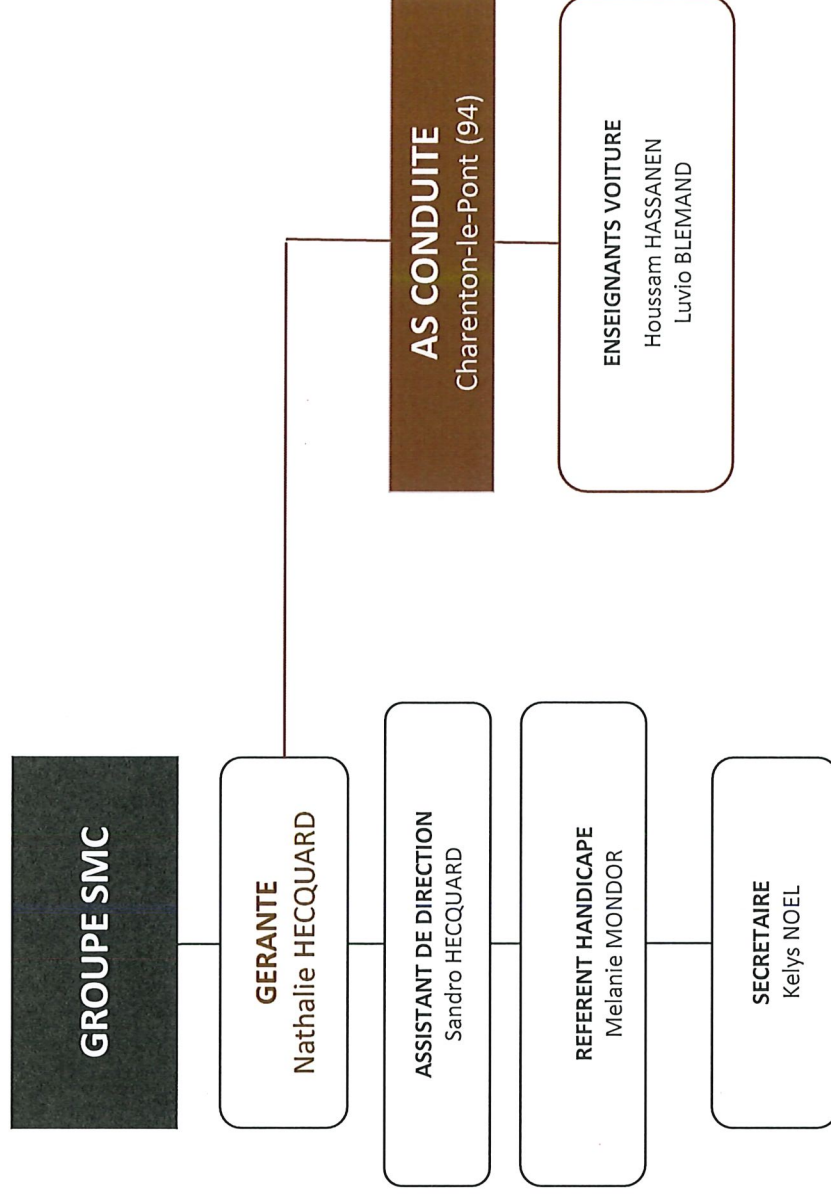 GROUPE SMC
GERANTE
Nathalie HECQUARD
ASSISTANT DE DIRECTION
Sandro HECQUARD
REFERENT HANDICAPE
Melanie MONDOR
SECRETAIRE
Kelys NOEL
AS CONDUITE
Charenton-le-Pont (94)
ENSEIGNANTS VOITURE
Houssam HASSANEN
Luvio BLEMAND